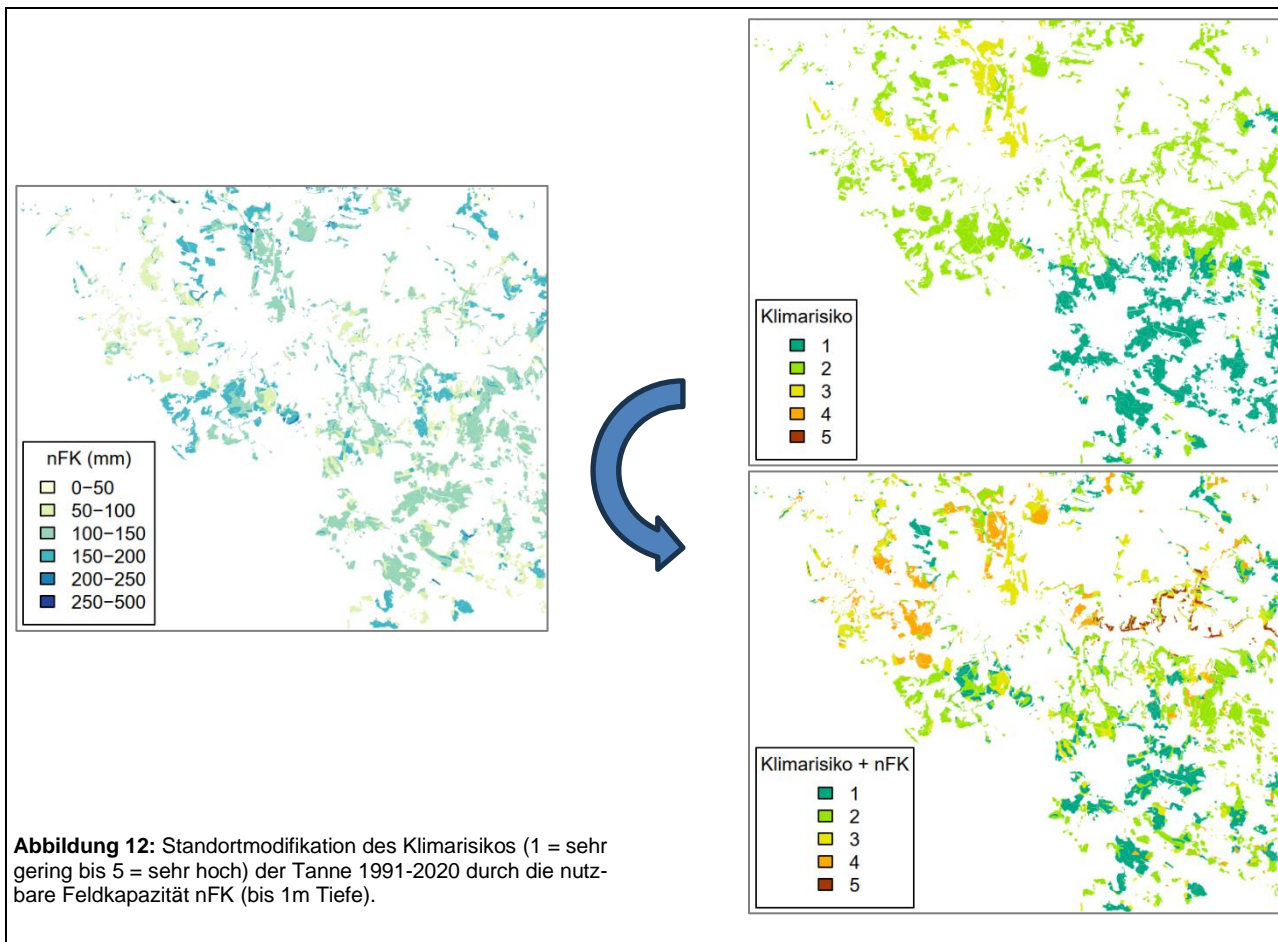 Klimarisiko
1
2
3
4
5
nFK (mm)
0−50
50−100
100−150
150−200
200−250
250−500
Klimarisiko + nFK
1
2
3
4
5
Abbildung 12: Standortmodifikation des Klimarisikos (1 = sehr
gering bis 5 = sehr hoch) der Tanne 1991-2020 durch die nutz-
bare Feldkapazität nFK (bis 1m Tiefe).